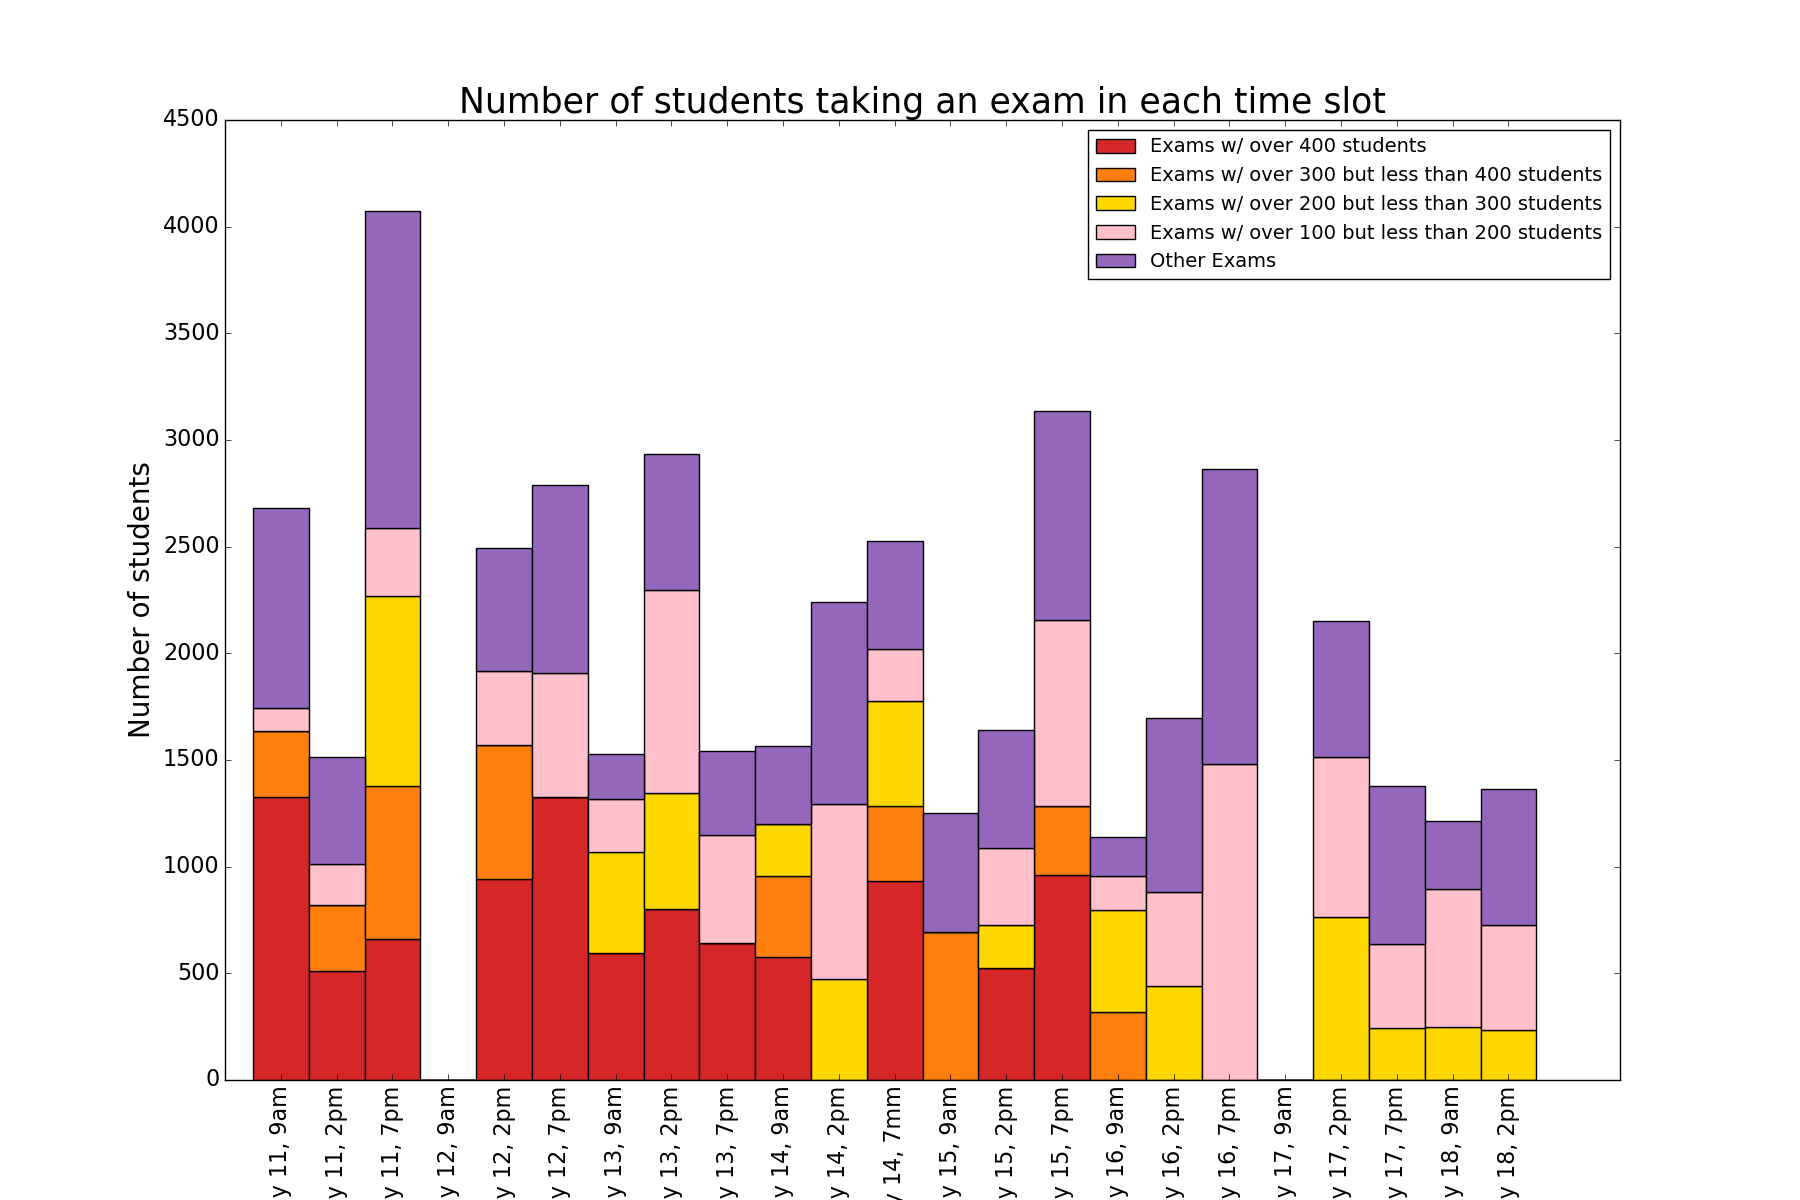 Number of students taking an exam in each time slot
Number of students
4500
4000
3500
3000
2500
2000
1500
1000
500
0
Exams w/ over 400 students
Exams w/ over 300 but less than 400 students
Exams w/ over 200 but less than 300 students
Exams w/ over 100 but less than 200 students
Other Exams
y 11, 9am
y 11, 2pm
y 11, 7pm
y 12, 9am
y 12, 2pm
y 12, 7pm
y 13, 9am
y 13, 2pm
y 13, 7pm
y 14, 9am
y 14, 2pm
y 14, 7mm
y 15, 9am
y 15, 2pm
y 15, 7pm
y 16, 9am
y 16, 2pm
y 16, 7pm
y 17, 9am
y 17, 2pm
y 17, 7pm
y 18, 9am
y 18, 2pm